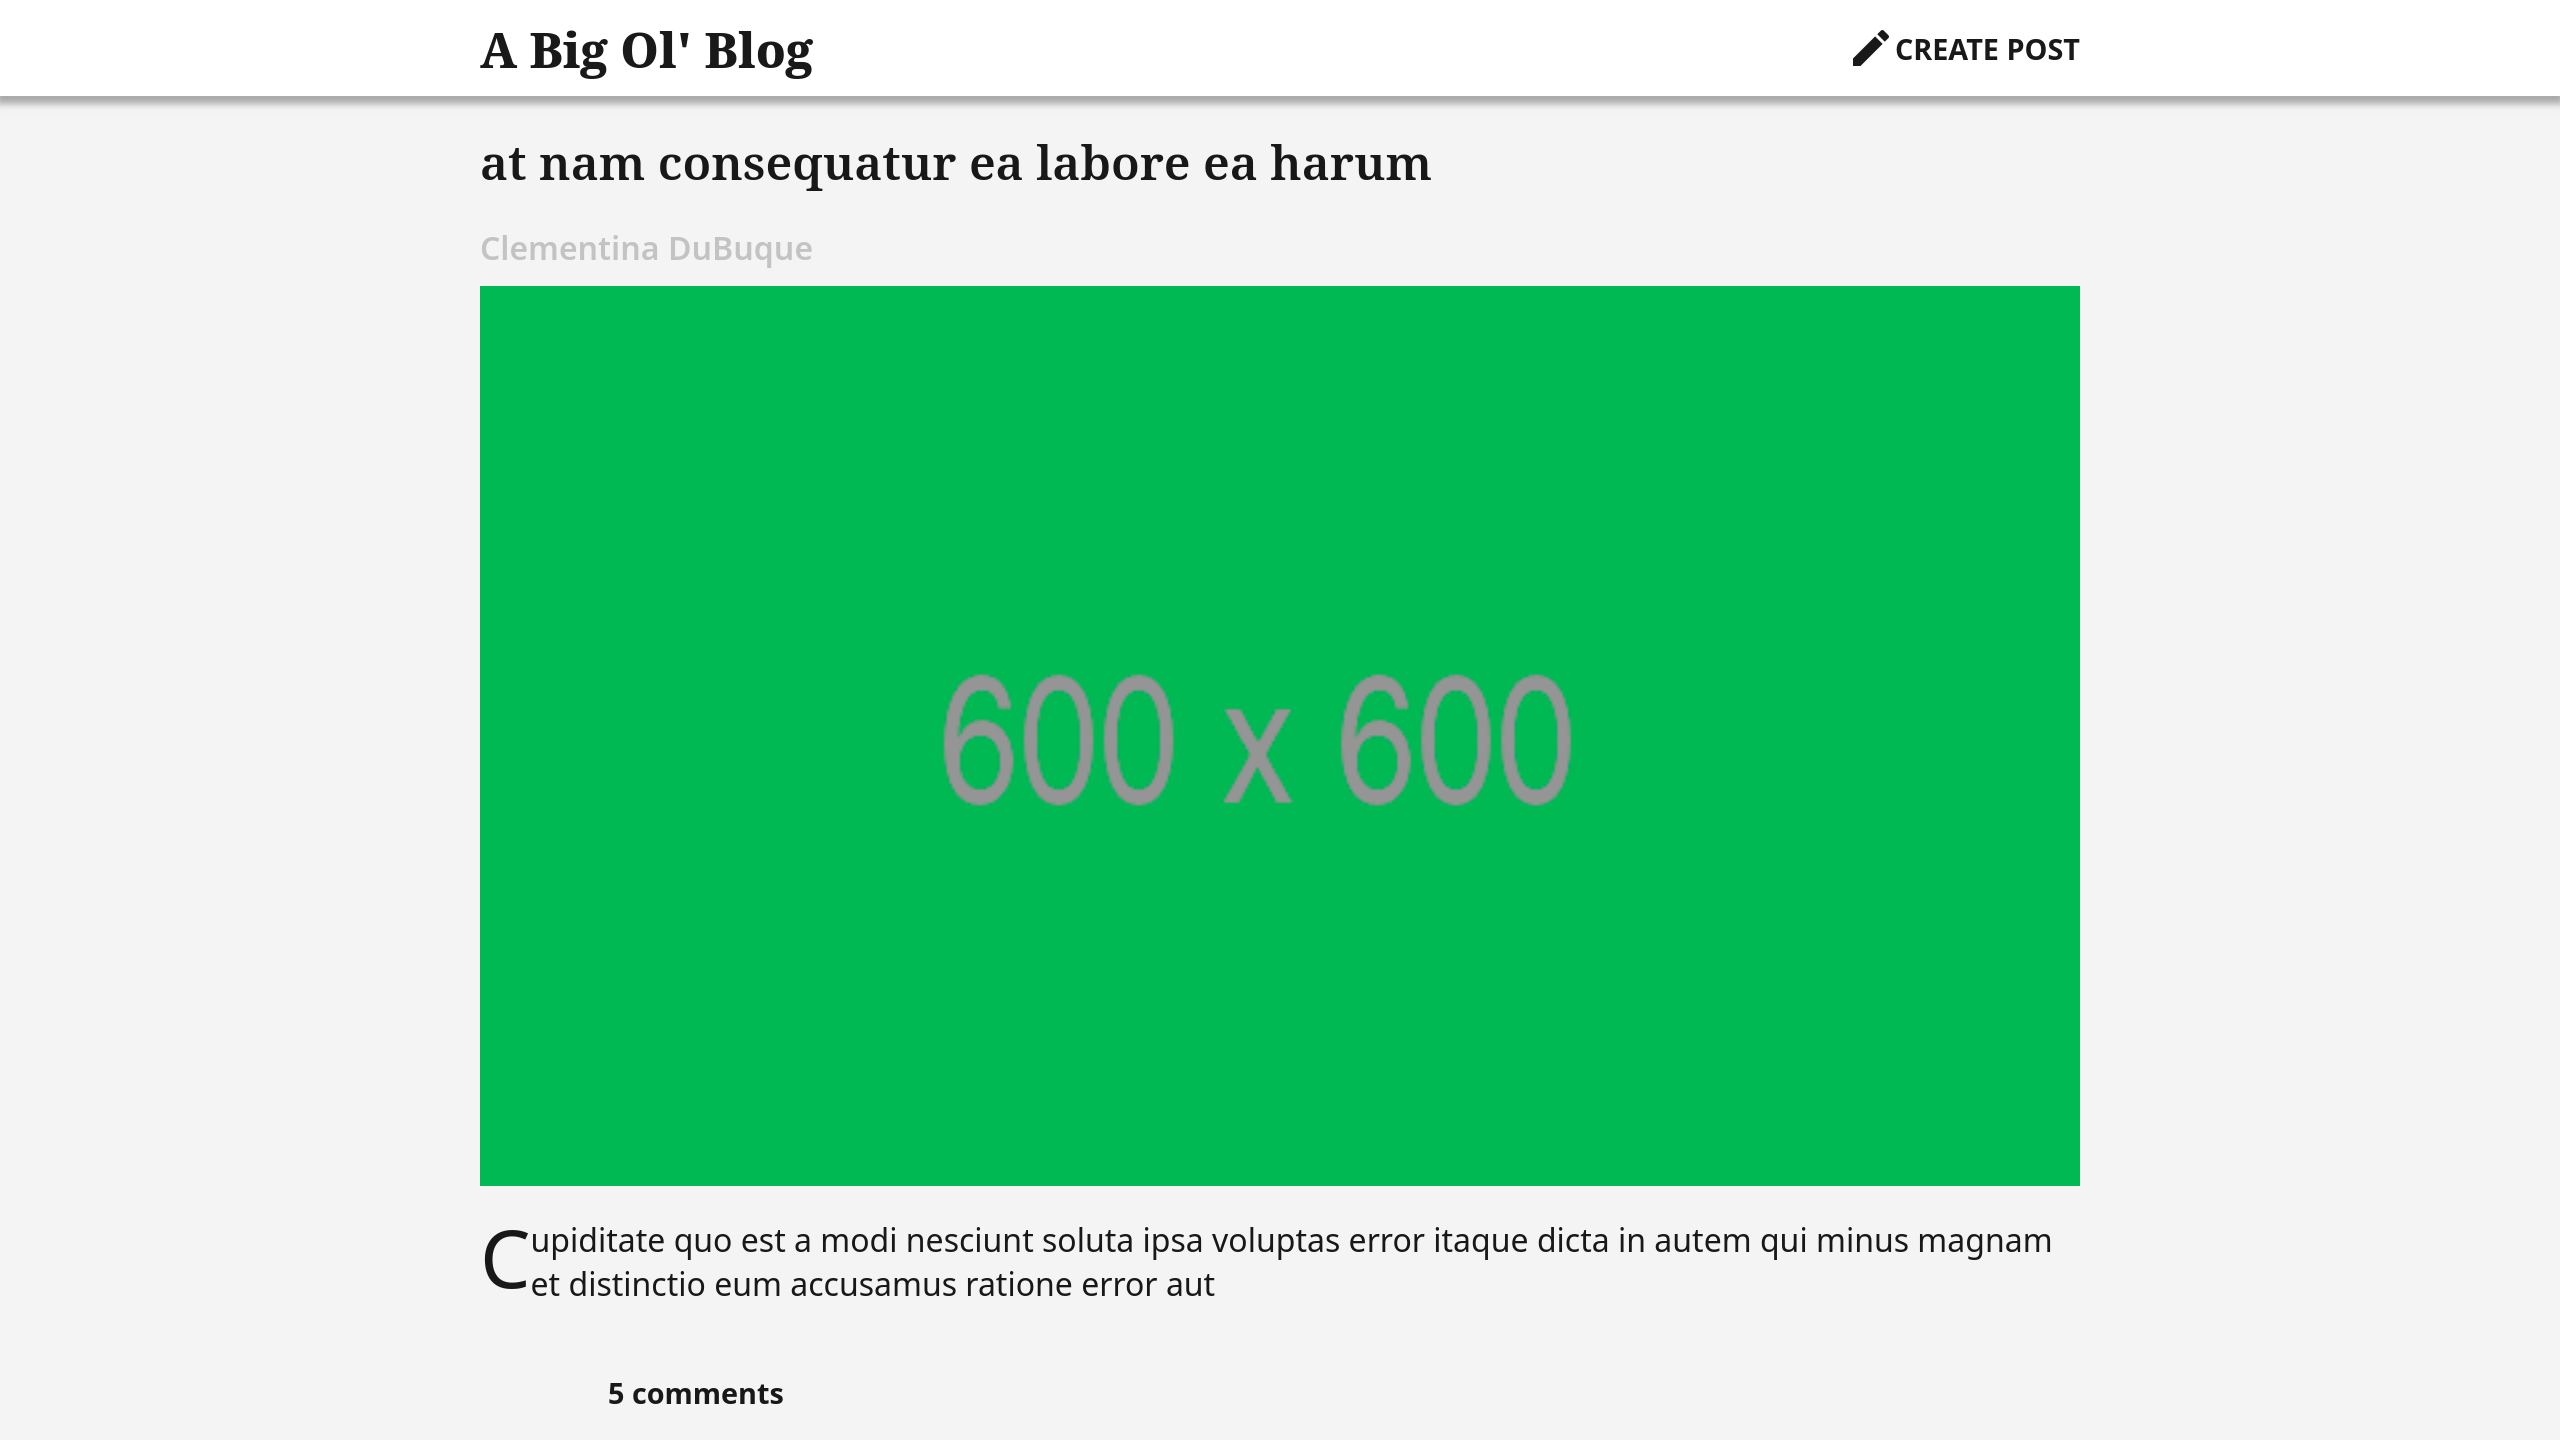 A Big Ol' Blog
CREATE POST
at nam consequatur ea labore ea harum
Clementina DuBuque
600 x 600
Cupiditate quo est a modi nesciunt soluta ipsa voluptas error itaque dicta in autem qui minus magnam
et distinctio eum accusamus ratione error aut
5 comments